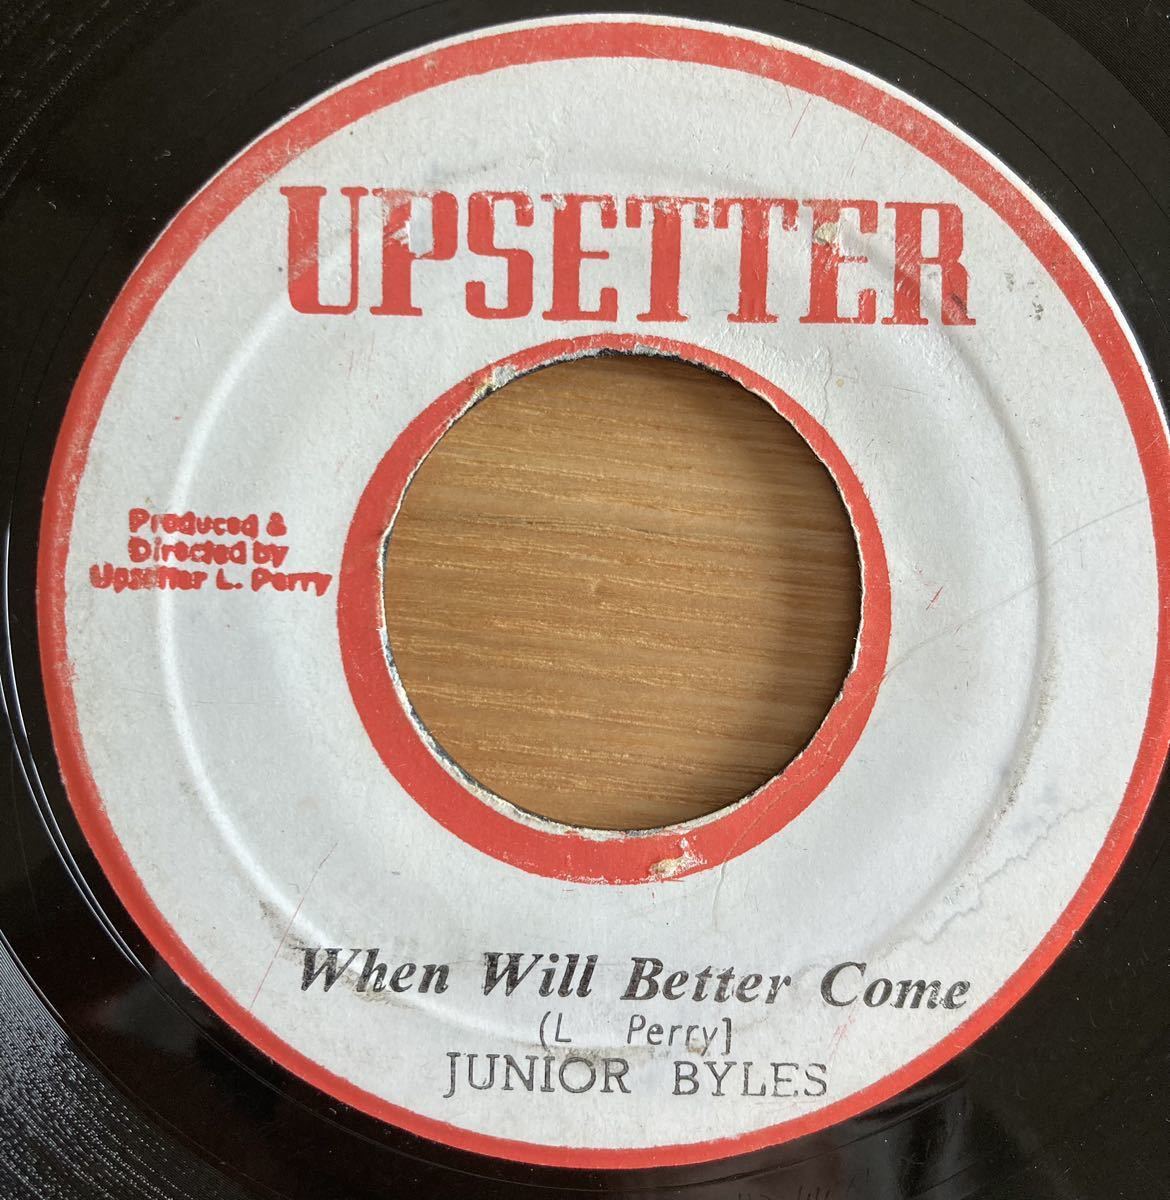 UPSETTER
Produced &
Directed by
Upsetter L. Perry
When Will Better Come
(L Perry]
JUNIOR BYLES